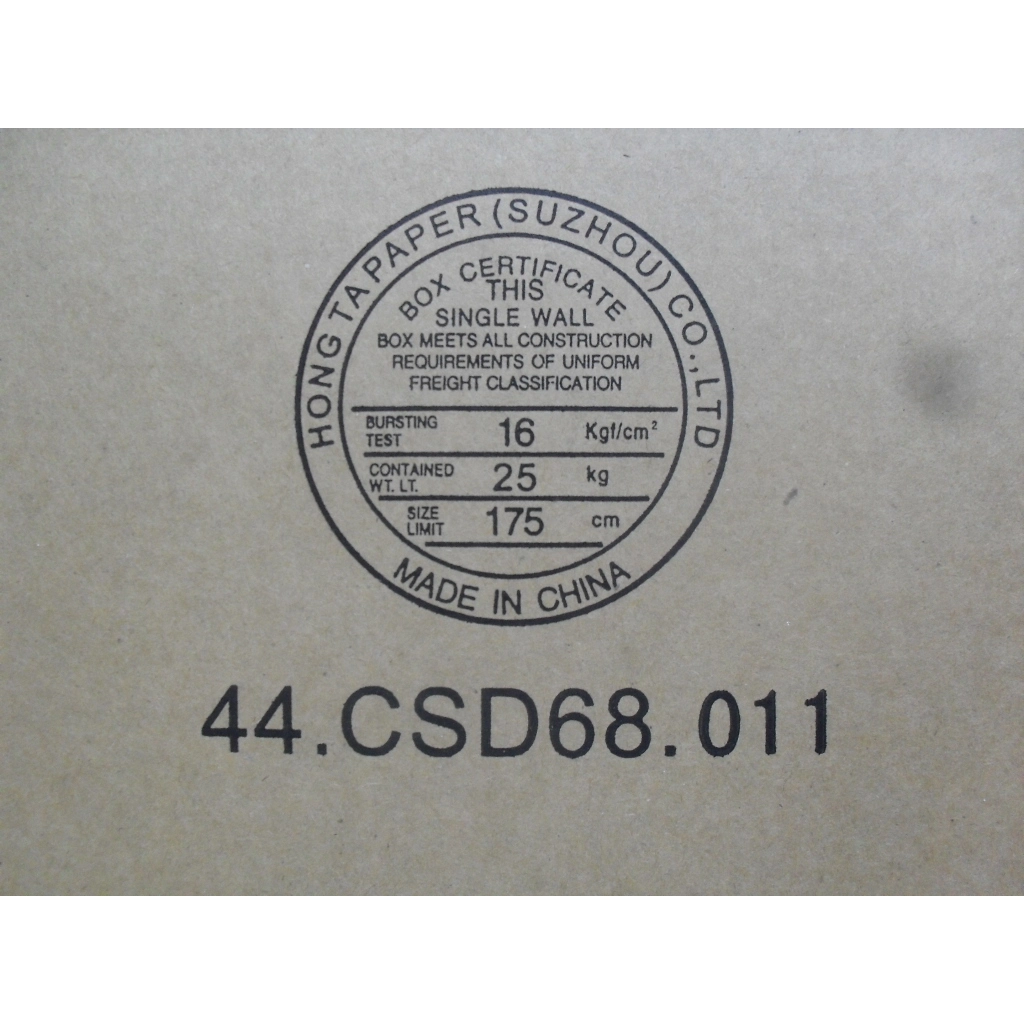 HONG TA PAPER (SUZHOU) CO.,LTD
BOX CERTIFICATE
THIS
SINGLE WALL
BOX MEETS ALL CONSTRUCTION
REQUIREMENTS OF UNIFORM
FREIGHT CLASSIFICATION
BURSTING TEST 16 Kgf/cm²
CONTAINED WT. LT. 25 kg
SIZE LIMIT 175 cm
MADE IN CHINA
44.CSD68.011